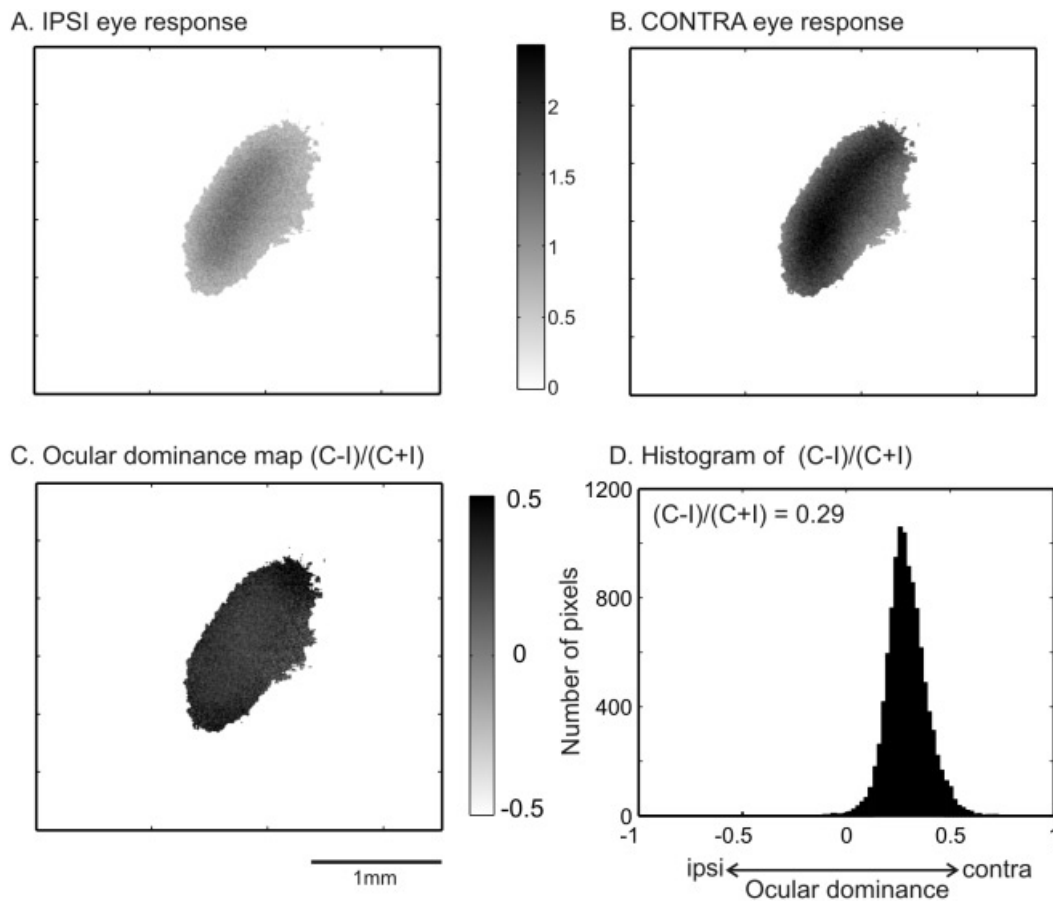 A. IPSI eye response
B. CONTRA eye response
2
1.5
1
0.5
0
C. Ocular dominance map (C-I)/(C+I)
0.5
0
-0.5
1mm
D. Histogram of (C-I)/(C+I)
(C-I)/(C+I) = 0.29
Number of pixels
1200
800
400
0
-1 -0.5 0 0.5 1
ipsi contra
Ocular dominance